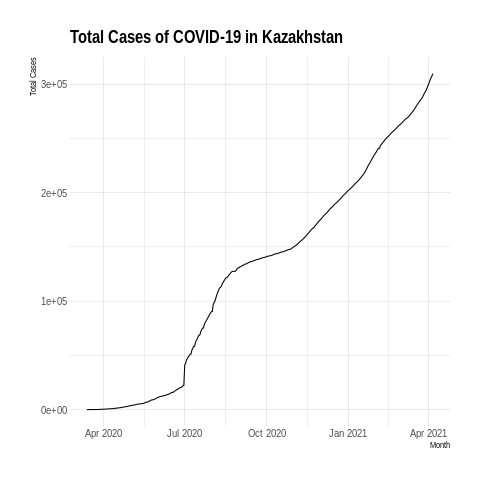 Total Cases of COVID-19 in Kazakhstan
Total Cases
3e+05
2e+05
1e+05
0e+00
Apr 2020 Jul 2020 Oct 2020 Jan 2021 Apr 2021
Month